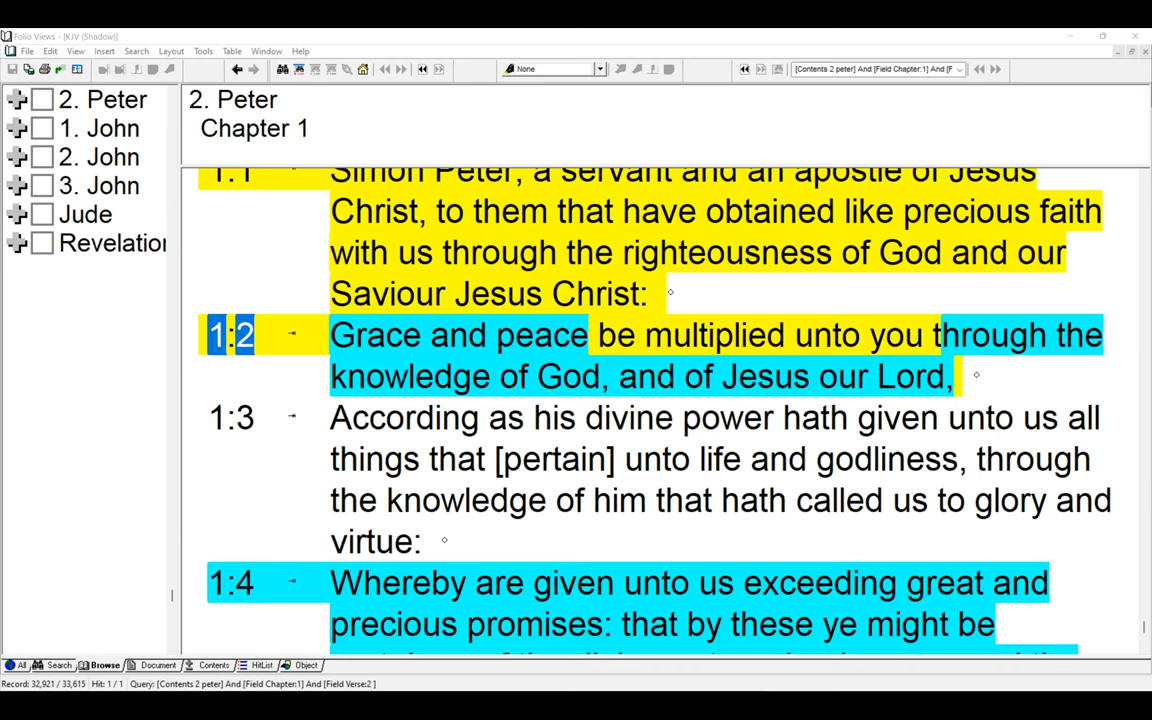 Folio Views - [KJV (Shadow)]
File Edit View Insert Search Layout Tools Table Window Help
None
[Contents 2 peter] And [Field Chapter:1] And [F
2. Peter
1. John
2. John
3. John
Jude
Revelation
2. Peter
Chapter 1
1:1 Simon Peter, a servant and an apostle of Jesus
Christ, to them that have obtained like precious faith
with us through the righteousness of God and our
Saviour Jesus Christ:
1:2 Grace and peace be multiplied unto you through the
knowledge of God, and of Jesus our Lord,
1:3 According as his divine power hath given unto us all
things that [pertain] unto life and godliness, through
the knowledge of him that hath called us to glory and
virtue:
1:4 Whereby are given unto us exceeding great and
precious promises: that by these ye might be
All Search Browse Document Contents HitList Object
Record: 32,921 / 33,615 Hit: 1 / 1 Query: [Contents 2 peter] And [Field Chapter:1] And [Field Verse:2 ]